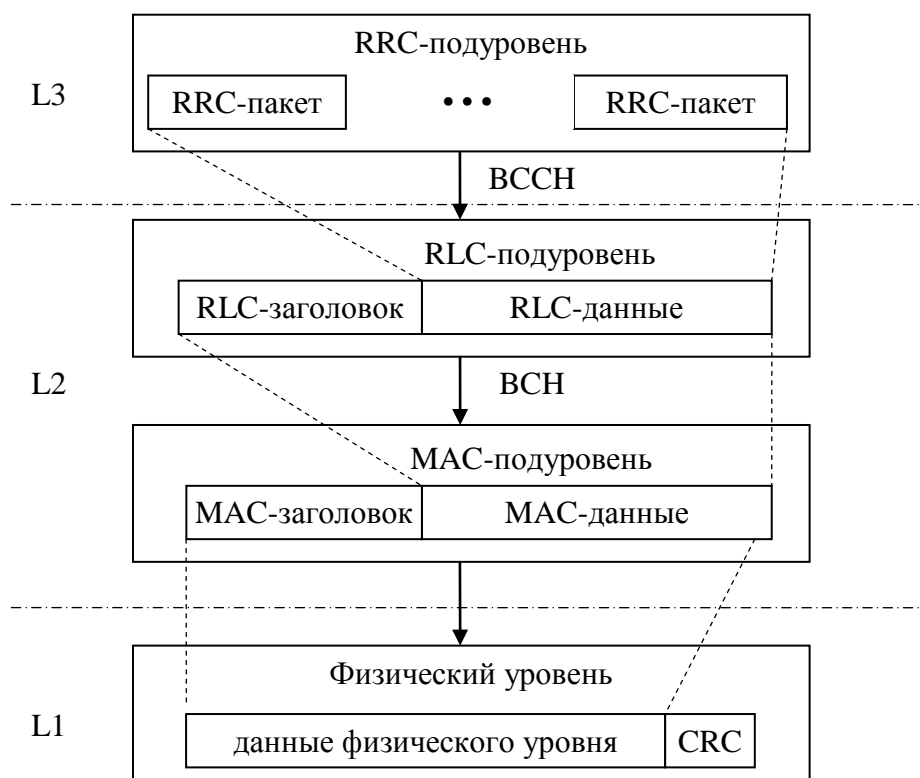 RRC-подуровень
L3
RRC-пакет ••• RRC-пакет
BCCH
RLC-подуровень
RLC-заголовок RLC-данные
L2
BCH
MAC-подуровень
MAC-заголовок MAC-данные
Физический уровень
L1
данные физического уровня CRC